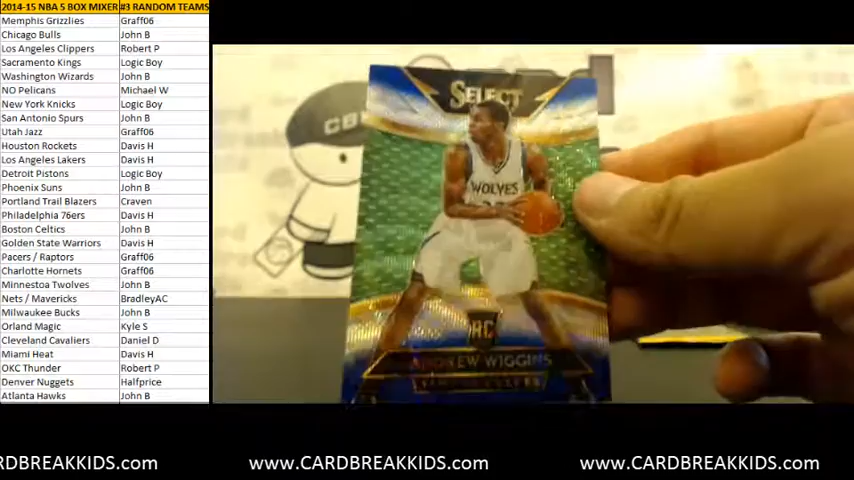 2014-15 NBA 5 BOX MIXER #3 RANDOM TEAMS
Memphis Grizzlies Graff06
Chicago Bulls John B
Los Angeles Clippers Robert P
Sacramento Kings Logic Boy
Washington Wizards John B
NO Pelicans Michael W
New York Knicks Logic Boy
San Antonio Spurs John B
Utah Jazz Graff06
Houston Rockets Davis H
Los Angeles Lakers Davis H
Detroit Pistons Logic Boy
Phoenix Suns John B
Portland Trail Blazers Craven
Philadelphia 76ers Davis H
Boston Celtics John B
Golden State Warriors Davis H
Pacers / Raptors Graff06
Charlotte Hornets Graff06
Minnestoa Twolves John B
Nets / Mavericks BradleyAC
Milwaukee Bucks John B
Orland Magic Kyle S
Cleveland Cavaliers Daniel D
Miami Heat Davis H
OKC Thunder Robert P
Denver Nuggets Halfprice
Atlanta Hawks John B
SELECT
WOLVES
RC
ANDREW WIGGINS
RDBREAKKIDS.com www.CARDBREAKKIDS.com www.CARDBREAKKIDS.com